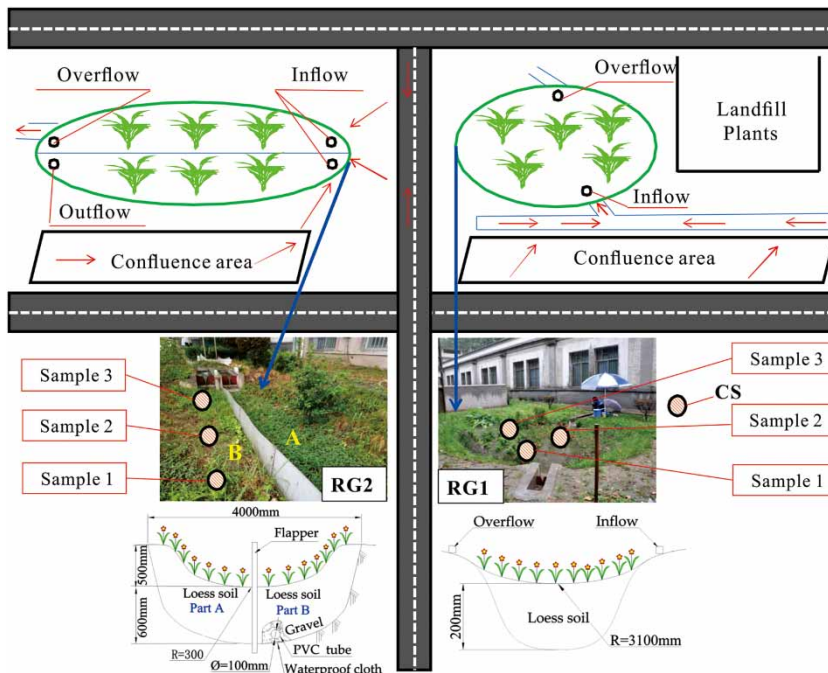 Overflow
Inflow
Outflow
Confluence area
Overflow
Landfill
Plants
Inflow
Confluence area
Sample 3
Sample 2
Sample 1
A
B
RG2
Sample 3
CS
Sample 2
Sample 1
RG1
4000mm
Flapper
500mm
600mm
Loess soil
Part A
Loess soil
Part B
Gravel
PVC tube
R=300
Ø=100mm
Waterproof cloth
Overflow
Inflow
Loess soil
200mm
R=3100mm